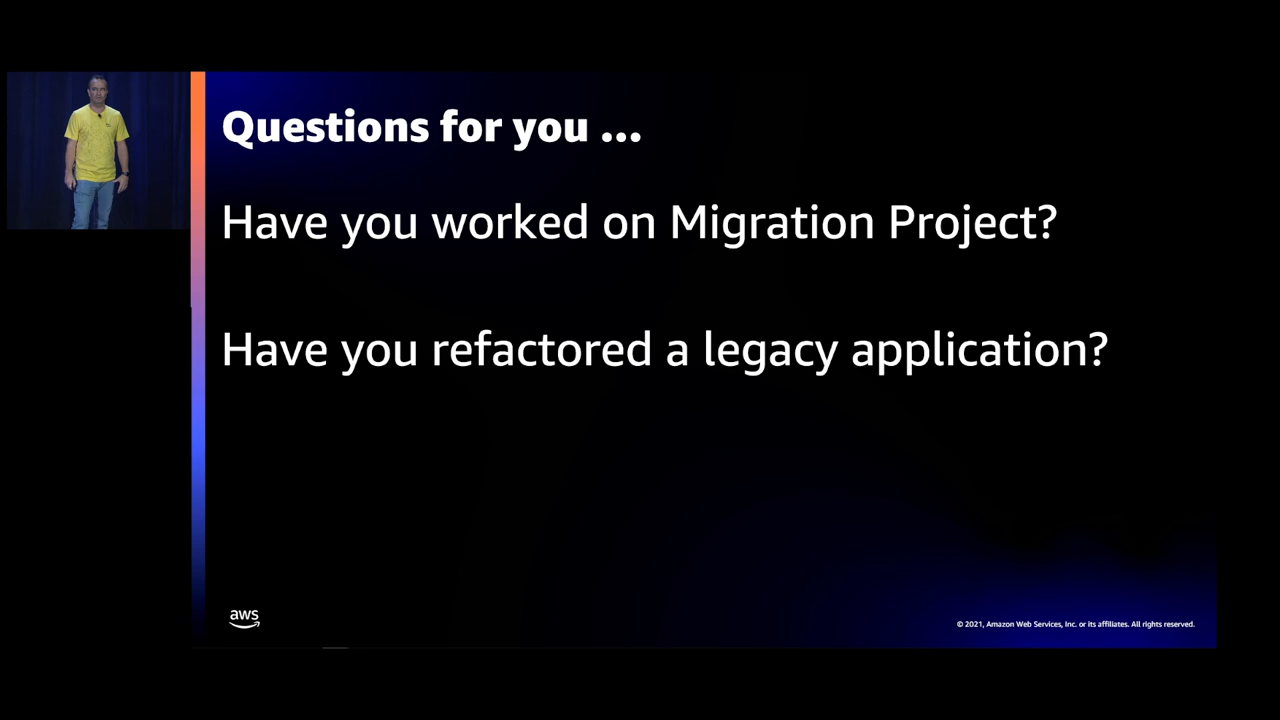 Questions for you ...
Have you worked on Migration Project?
Have you refactored a legacy application?
aws
© 2021, Amazon Web Services, Inc. or its affiliates. All rights reserved.